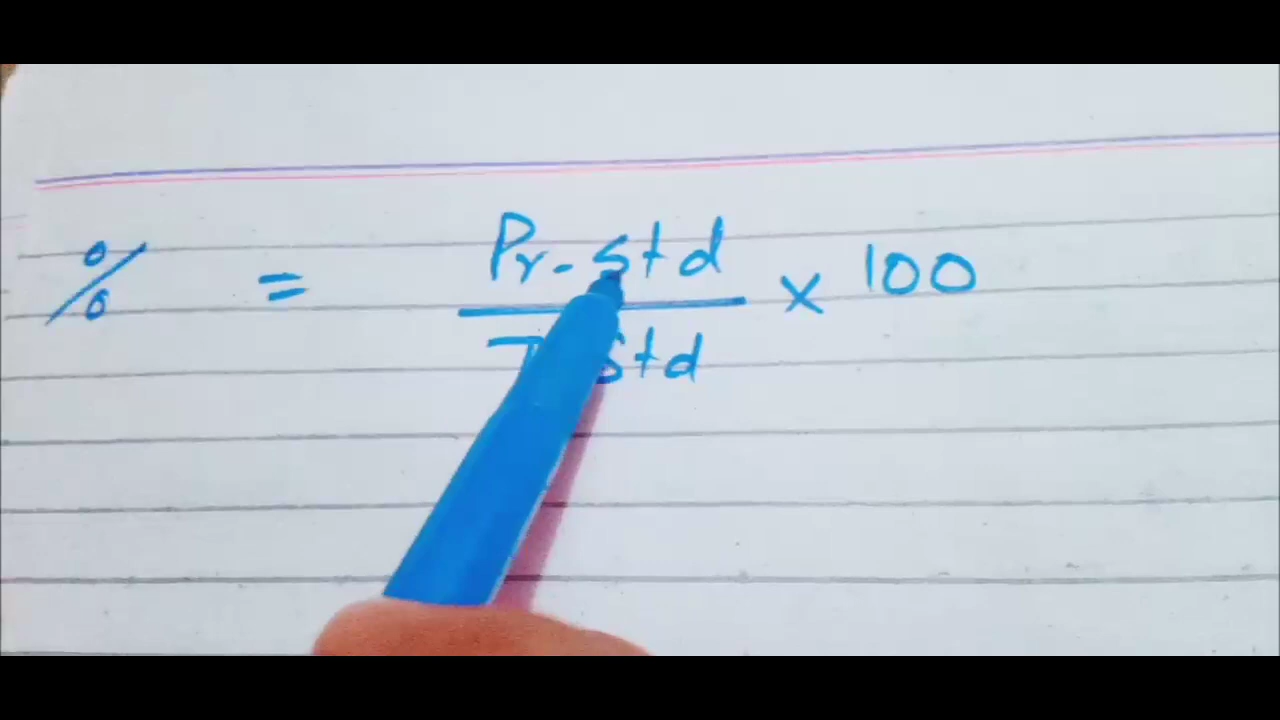 % = Pr. Std × 100
Std